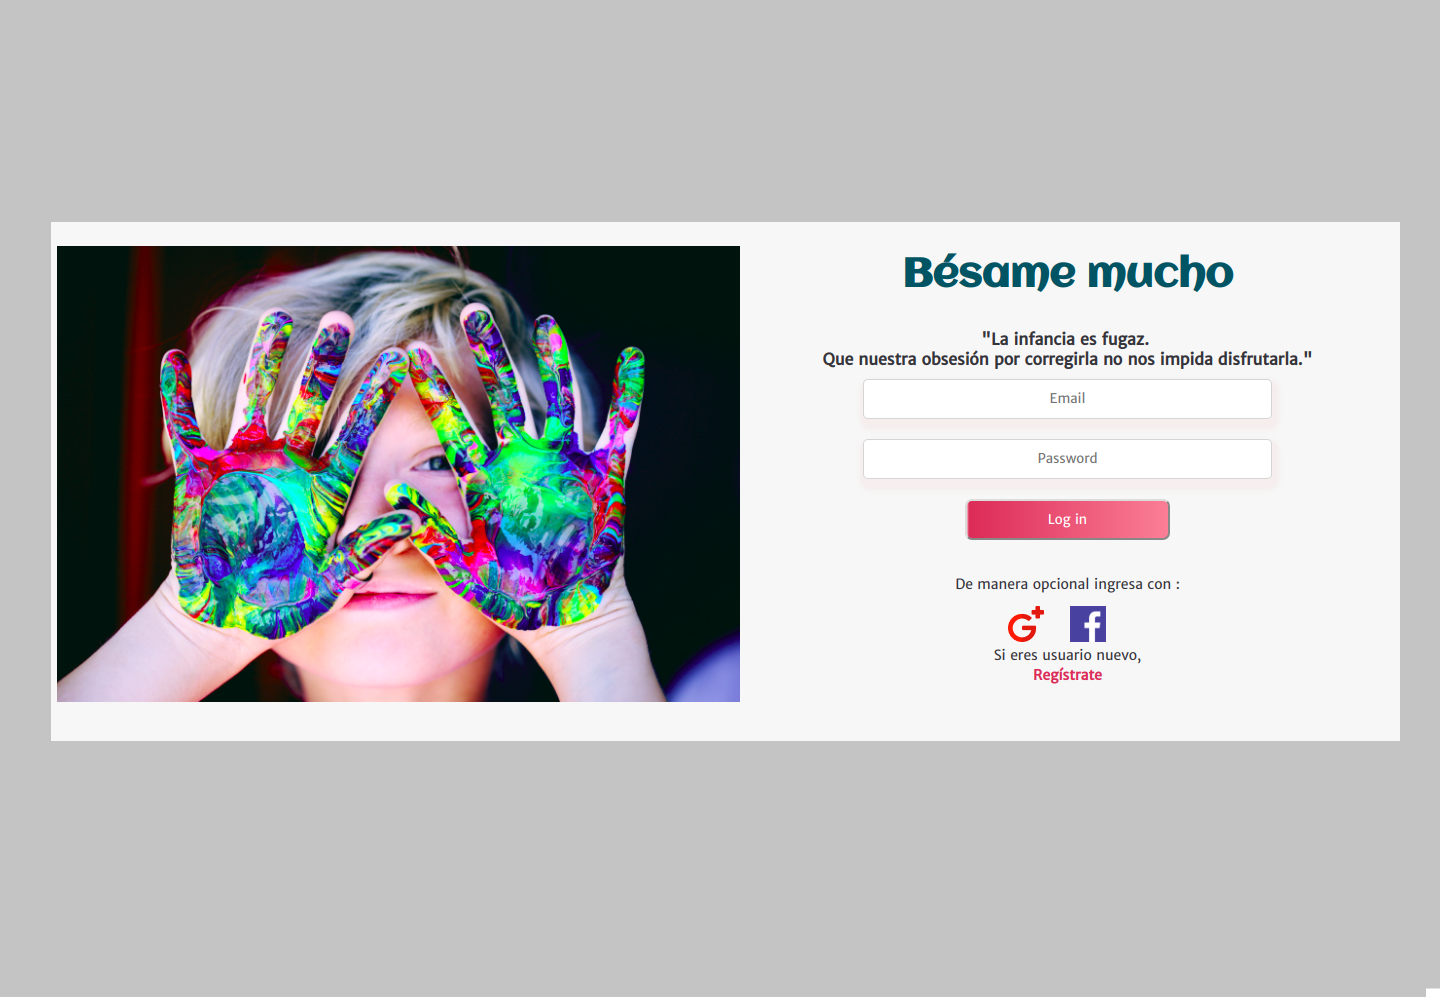 Bésame mucho
"La infancia es fugaz.
Que nuestra obsesión por corregirla no nos impida disfrutarla."
Email
Password
Log in
De manera opcional ingresa con :
Si eres usuario nuevo,
Regístrate